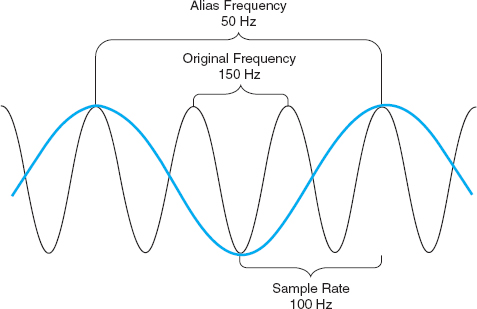 Alias Frequency
50 Hz
Original Frequency
150 Hz
Sample Rate
100 Hz